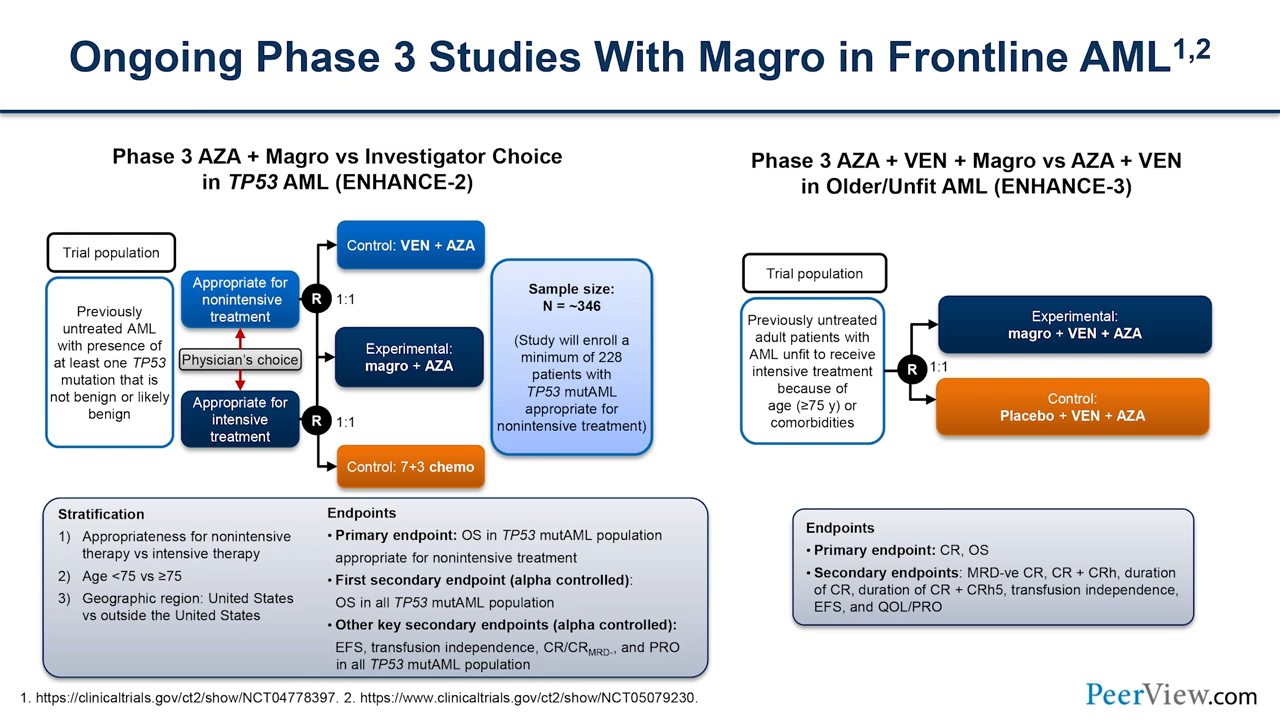 Ongoing Phase 3 Studies With Magro in Frontline AML1,2
Phase 3 AZA + Magro vs Investigator Choice
in TP53 AML (ENHANCE-2)
Trial population
Previously
untreated AML
with presence of
at least one TP53
mutation that is
not benign or likely
benign
Appropriate for
nonintensive
treatment
Physician's choice
Appropriate for
intensive
treatment
R
1:1
R
1:1
Control: VEN + AZA
Experimental:
magro + AZA
Control: 7+3 chemo
Sample size:
N = ~346
(Study will enroll a
minimum of 228
patients with
TP53 mutAML
appropriate for
nonintensive treatment)
Stratification
1) Appropriateness for nonintensive
therapy vs intensive therapy
2) Age <75 vs ≥75
3) Geographic region: United States
vs outside the United States
Endpoints
• Primary endpoint: OS in TP53 mutAML population
appropriate for nonintensive treatment
• First secondary endpoint (alpha controlled):
OS in all TP53 mutAML population
• Other key secondary endpoints (alpha controlled):
EFS, transfusion independence, CR/CRMRD-, and PRO
in all TP53 mutAML population
Phase 3 AZA + VEN + Magro vs AZA + VEN
in Older/Unfit AML (ENHANCE-3)
Trial population
Previously untreated
adult patients with
AML unfit to receive
intensive treatment
because of
age (≥75 y) or
comorbidities
R
1:1
Experimental:
magro + VEN + AZA
Control:
Placebo + VEN + AZA
Endpoints
• Primary endpoint: CR, OS
• Secondary endpoints: MRD-ve CR, CR + CRh, duration
of CR, duration of CR + CRh5, transfusion independence,
EFS, and QOL/PRO
1. https://clinicaltrials.gov/ct2/show/NCT04778397. 2. https://www.clinicaltrials.gov/ct2/show/NCT05079230.
PeerView.com